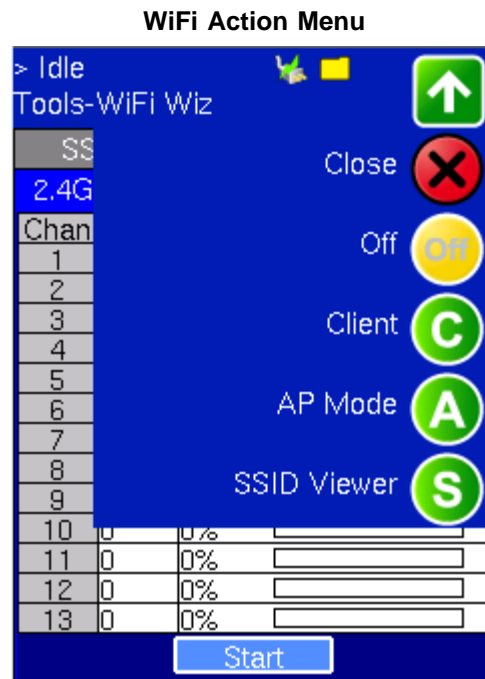 WiFi Action Menu
> Idle
Tools-WiFi Wiz
SS
Close
2.4G
Chan
Off Off
1
2
3
Client C
4
5
AP Mode A
6
7
8
SSID Viewer S
9
10 0 0%
11 0 0%
12 0 0%
13 0 0%
Start